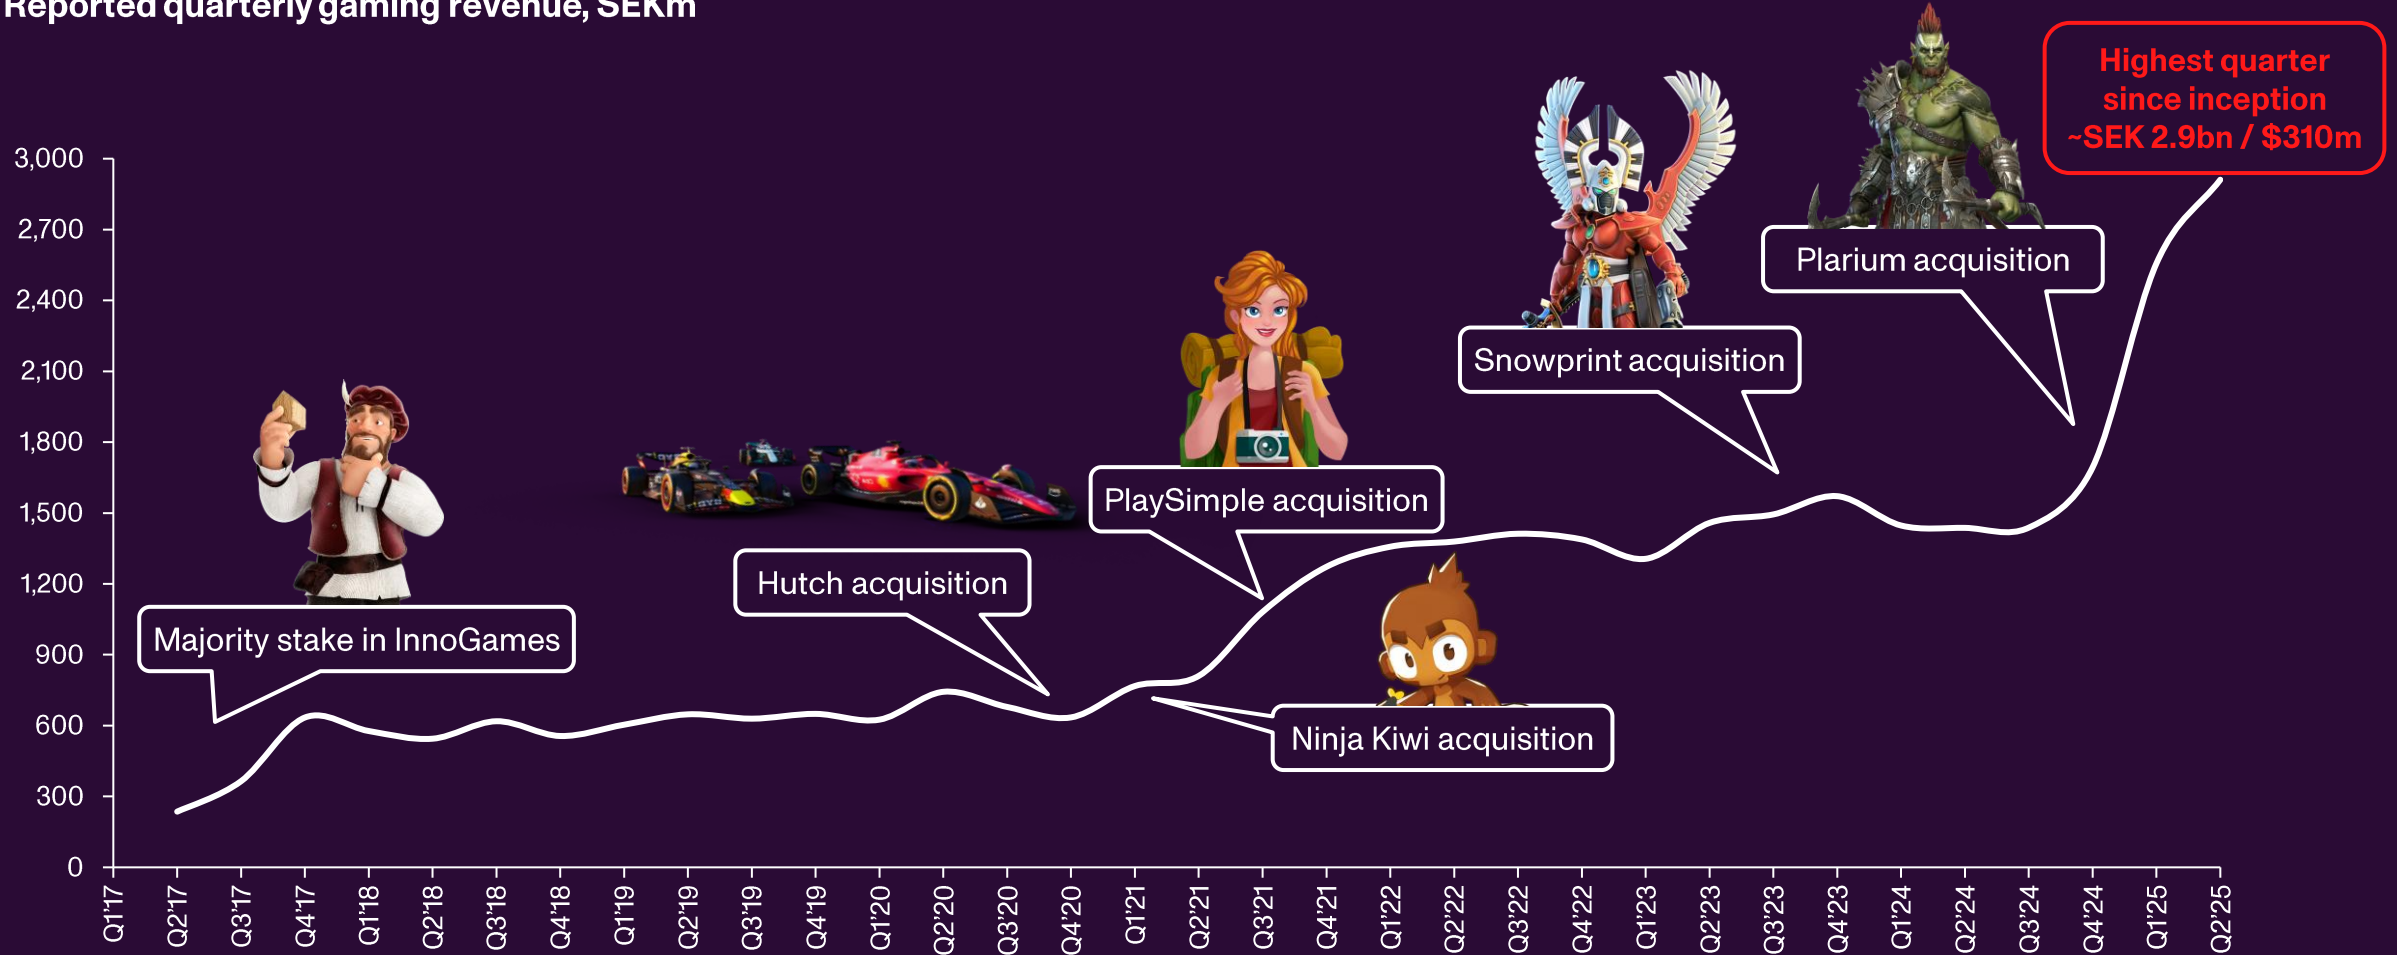 Reported quarterly gaming revenue, SEKm
Highest quarter
since inception
~SEK 2.9bn / $310m
3,000
2,700
2,400
2,100
1,800
1,500
1,200
900
600
300
0
Majority stake in InnoGames
Hutch acquisition
PlaySimple acquisition
Ninja Kiwi acquisition
Snowprint acquisition
Plarium acquisition
Q1’17
Q2’17
Q3’17
Q4’17
Q1’18
Q2’18
Q3’18
Q4’18
Q1’19
Q2’19
Q3’19
Q4’19
Q1’20
Q2’20
Q3’20
Q4’20
Q1’21
Q2’21
Q3’21
Q4’21
Q1’22
Q2’22
Q3’22
Q4’22
Q1’23
Q2’23
Q3’23
Q4’23
Q1’24
Q2’24
Q3’24
Q4’24
Q1’25
Q2’25